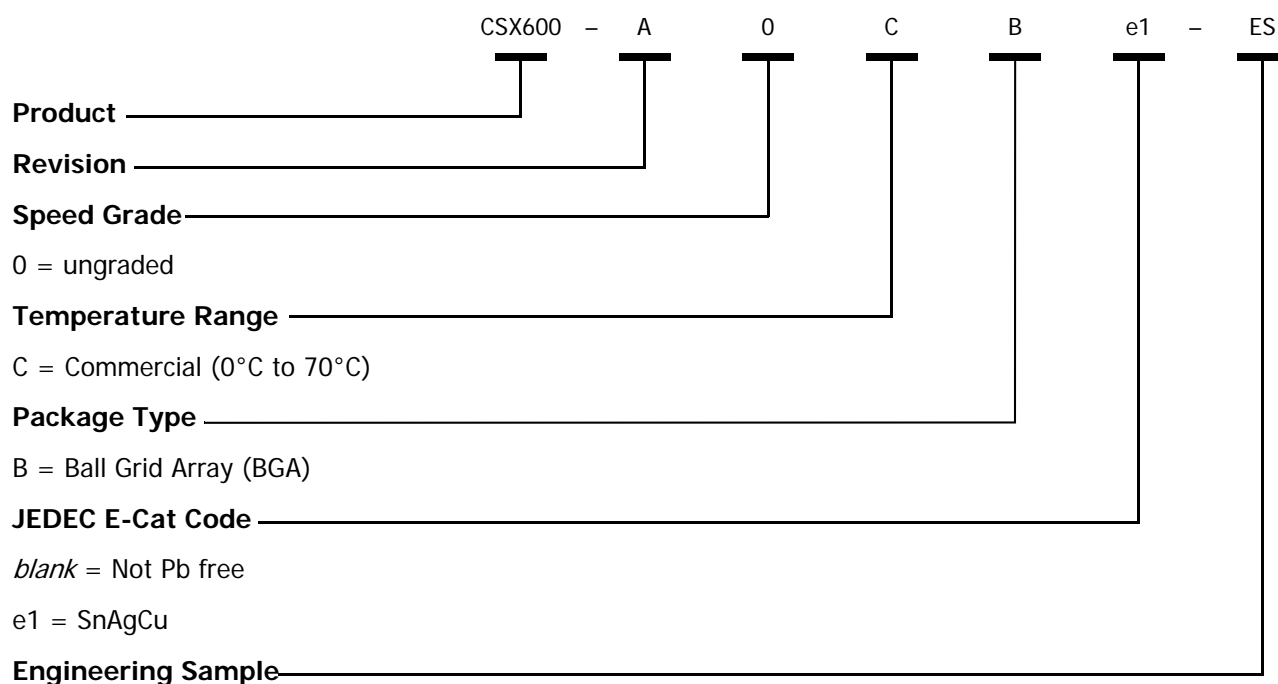 CSX600 – A 0 C B e1 – ES
Product
Revision
Speed Grade
0 = ungraded
Temperature Range
C = Commercial (0°C to 70°C)
Package Type
B = Ball Grid Array (BGA)
JEDEC E-Cat Code
blank = Not Pb free
e1 = SnAgCu
Engineering Sample